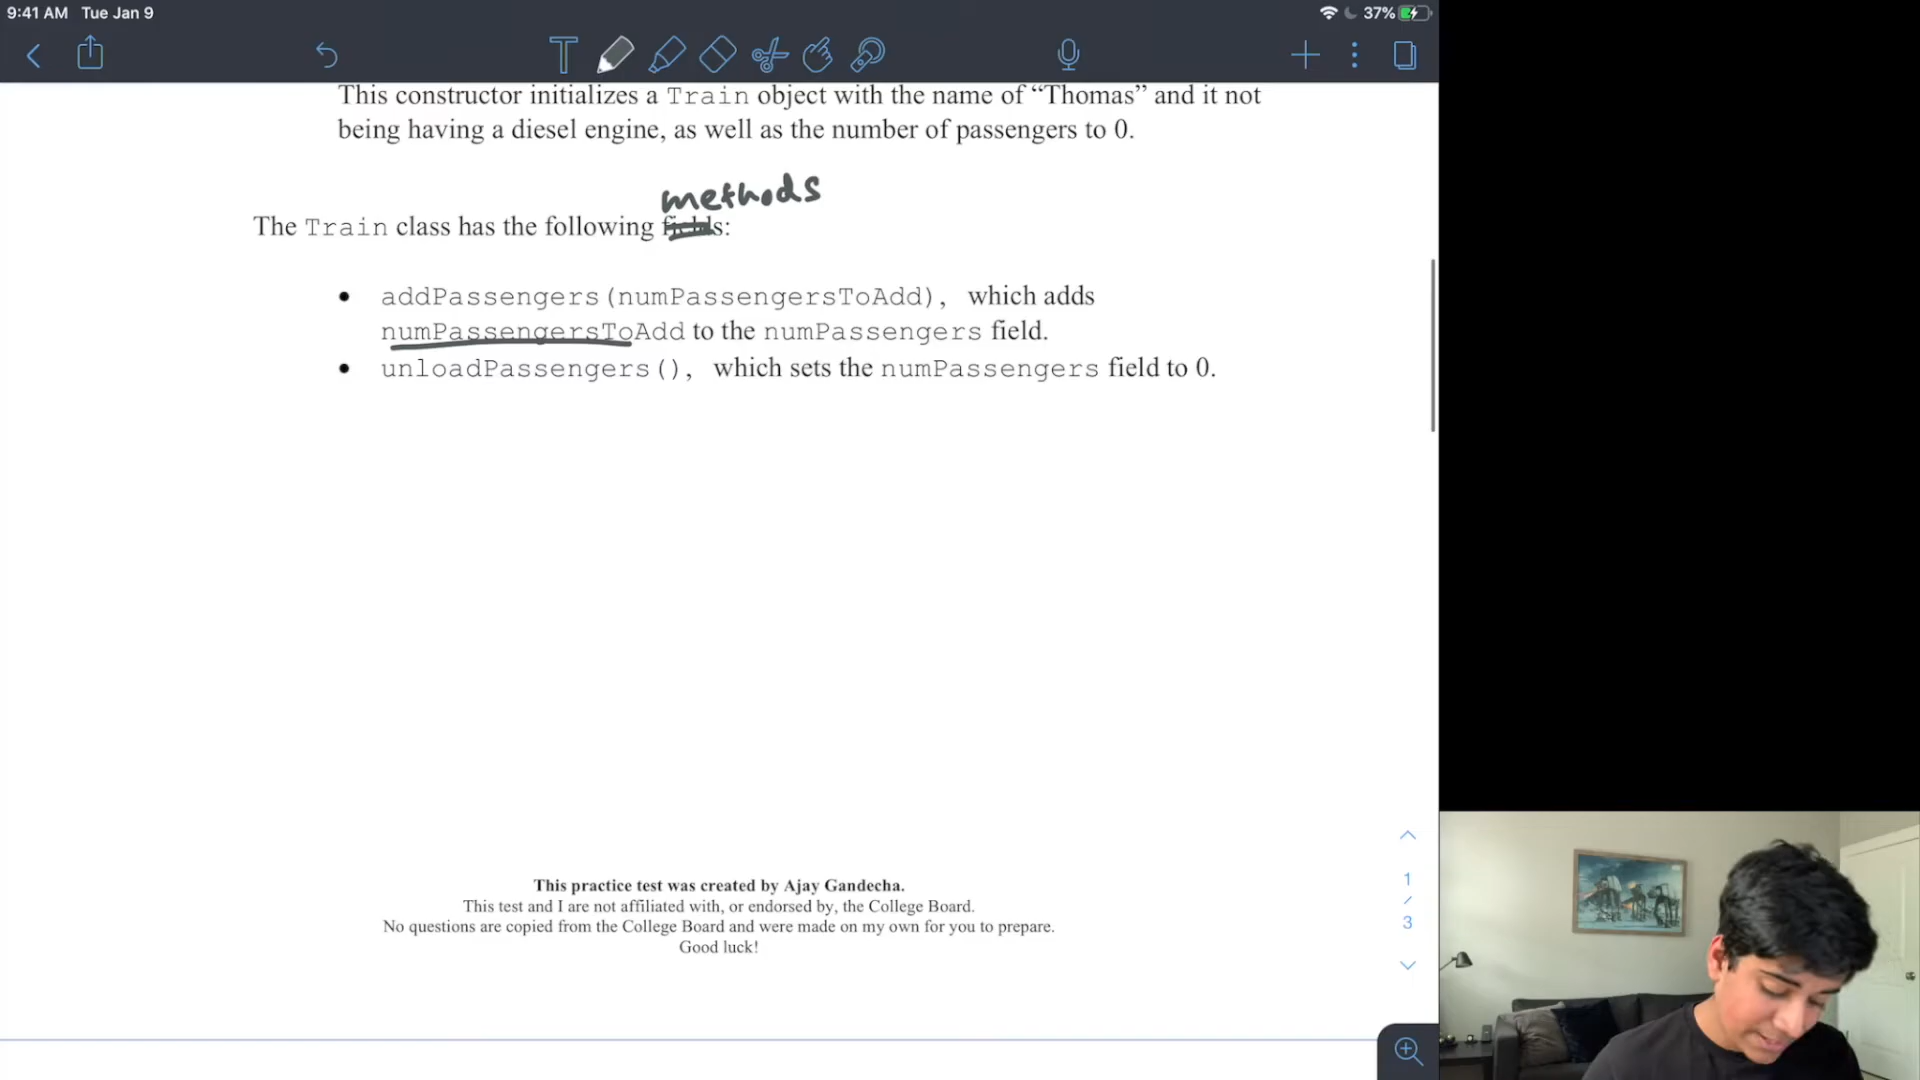 9:41 AM Tue Jan 9
37%
This constructor initializes a Train object with the name of “Thomas” and it not
being having a diesel engine, as well as the number of passengers to 0.
methods
The Train class has the following fields:
• addPassengers(numPassengersToAdd), which adds
numPassengersToAdd to the numPassengers field.
• unloadPassengers(), which sets the numPassengers field to 0.
This practice test was created by Ajay Gandecha.
This test and I are not affiliated with, or endorsed by, the College Board.
No questions are copied from the College Board and were made on my own for you to prepare.
Good luck!
1
/
3